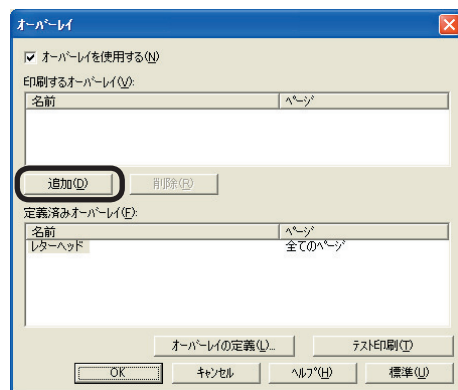 オーバーレイ
オーバーレイを使用する(N)
印刷するオーバーレイ(V):
名前 ページ
追加(D) 削除(R)
定義済みオーバーレイ(F):
名前 ページ
レターヘッド 全てのページ
オーバーレイの定義(L)... テスト印刷(T)
OK キャンセル ヘルプ(H) 標準(U)